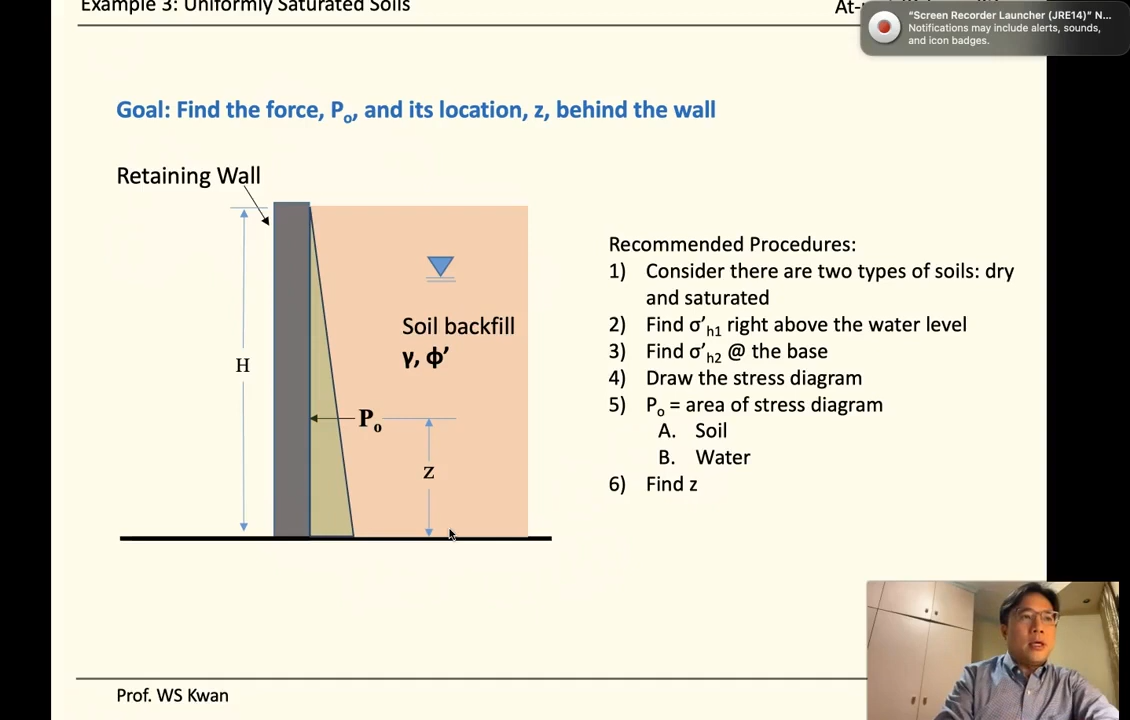 Example 3: Uniformly Saturated Soils
At-
"Screen Recorder Launcher (JRE14)" N...
Notifications may include alerts, sounds,
and icon badges.
Goal: Find the force, Pₒ, and its location, z, behind the wall
Retaining Wall
Soil backfill
γ, ϕ’
H
Pₒ
z
Recommended Procedures:
1) Consider there are two types of soils: dry
and saturated
2) Find σ’ₕ₁ right above the water level
3) Find σ’ₕ₂ @ the base
4) Draw the stress diagram
5) Pₒ = area of stress diagram
A. Soil
B. Water
6) Find z
Prof. WS Kwan